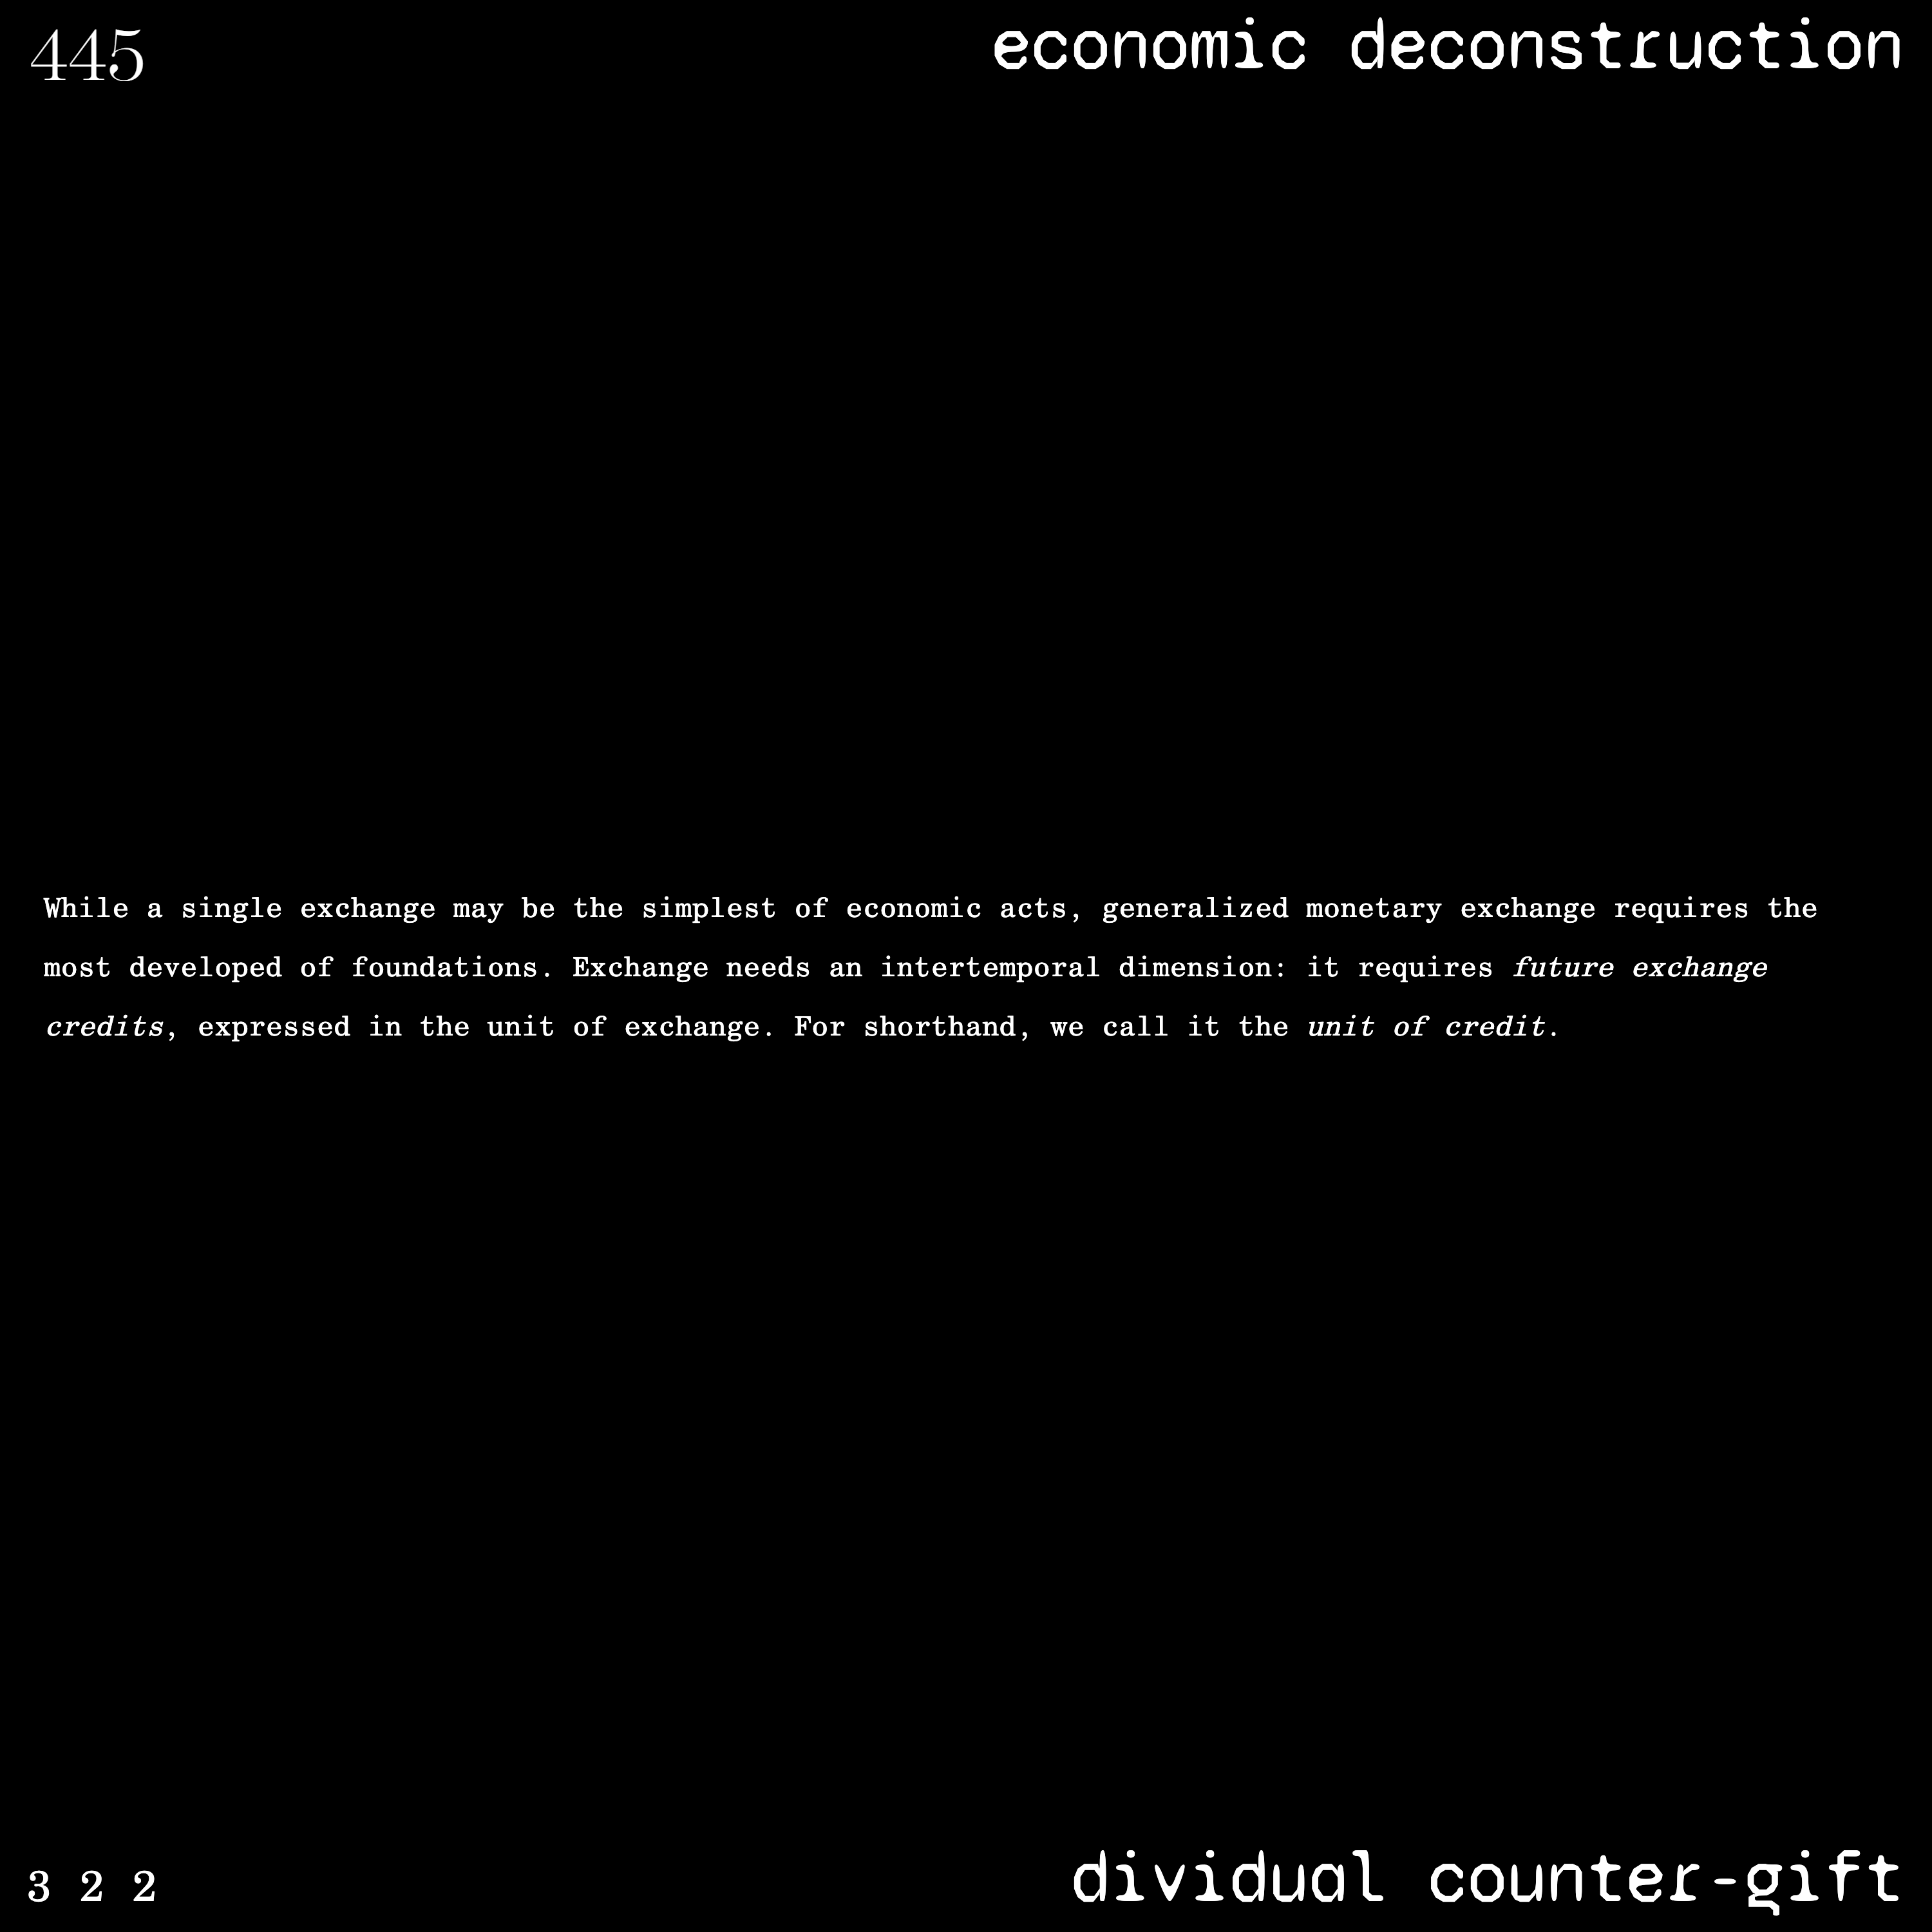 445
economic deconstruction
While a single exchange may be the simplest of economic acts, generalized monetary exchange requires the
most developed of foundations. Exchange needs an intertemporal dimension: it requires future exchange
credits, expressed in the unit of exchange. For shorthand, we call it the unit of credit.
3 2 2
dividual counter-gift